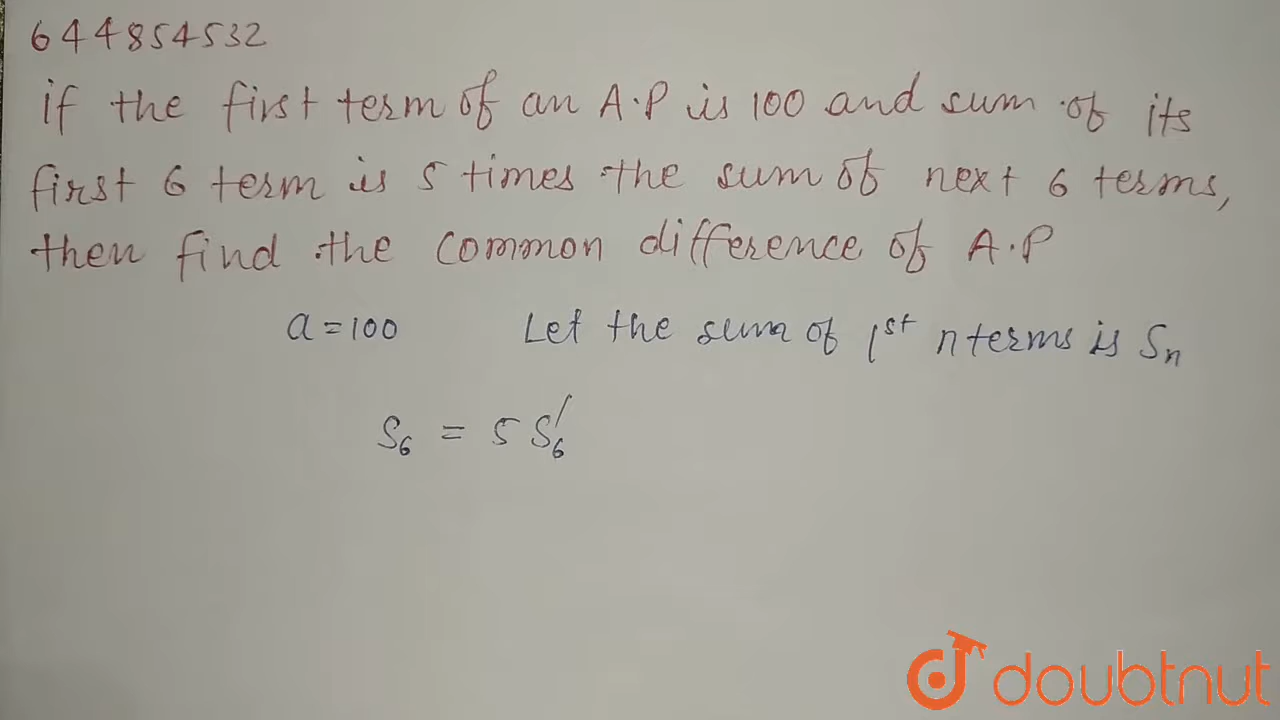 644854532
if the first term of an A.P is 100 and sum of its
first 6 term is 5 times the sum of next 6 terms,
then find the common difference of A.P
a=100 Let the sum of 1st n terms is Sn
S6 = 5 S6'
doubtnut